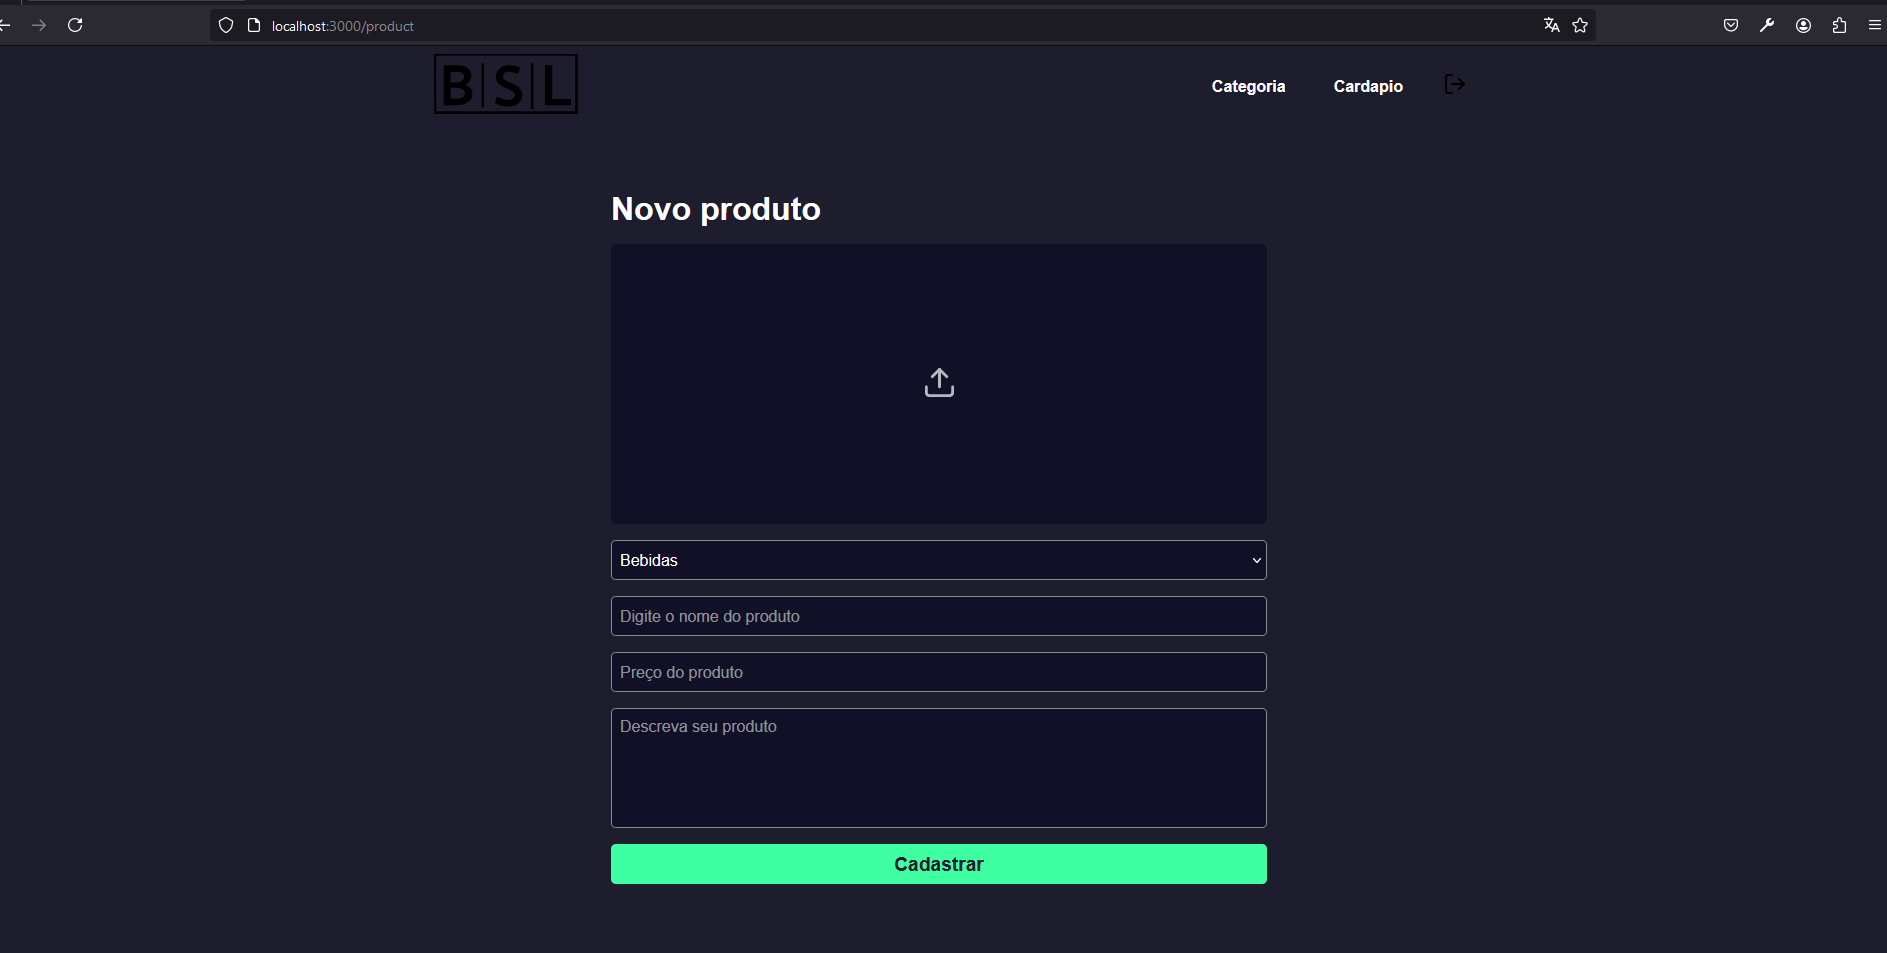 localhost:3000/product
B|S|L
Categoria
Cardapio
Novo produto
Bebidas
Digite o nome do produto
Preço do produto
Descreva seu produto
Cadastrar